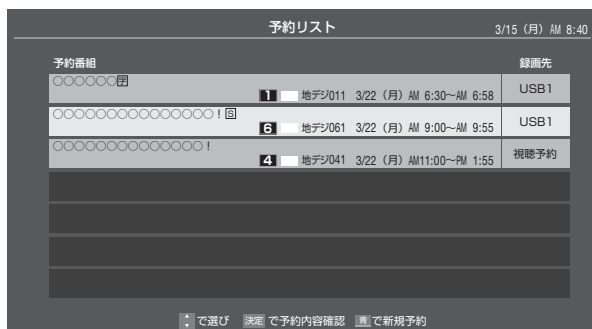 予約リスト 3/15（月）AM 8:40
予約番組 録画先
○○○○○○字
1 地デジ011 3/22（月）AM 6:30～AM 6:58 USB1
○○○○○○○○○○○○○○○！S
6 地デジ061 3/22（月）AM 9:00～AM 9:55 USB1
○○○○○○○○○○○○○○！
4 地デジ041 3/22（月）AM11:00～PM 1:55 視聴予約
で選び 決定 で予約内容確認 青 で新規予約